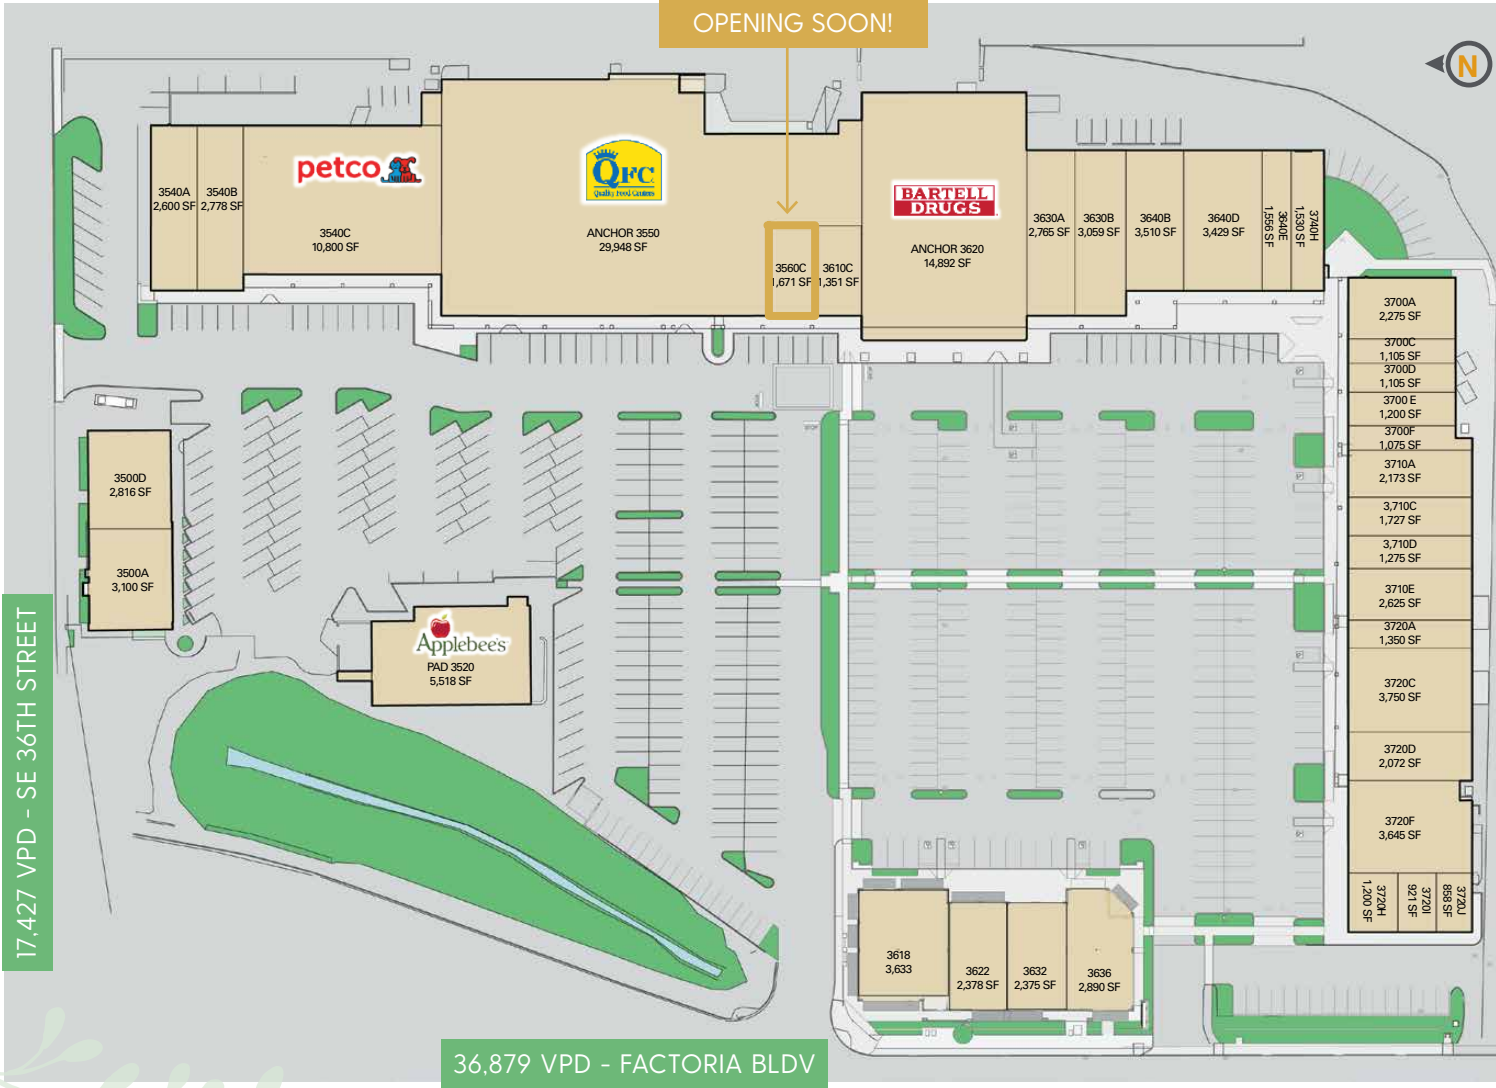 OPENING SOON!
N
petco
QFC
Quality Food Centers
BARTELL
DRUGS
3540A
2,600 SF
3540B
2,778 SF
3540C
10,800 SF
ANCHOR 3550
29,948 SF
3560C
1,671 SF
3610C
1,351 SF
ANCHOR 3620
14,892 SF
3630A
2,765 SF
3630B
3,059 SF
3640B
3,510 SF
3640D
3,429 SF
3640E
1,556 SF
3740H
1,530 SF
3700A
2,275 SF
3700C
1,105 SF
3700D
1,105 SF
3700 E
1,200 SF
3700F
1,075 SF
3710A
2,173 SF
3,710C
1,727 SF
3,710D
1,275 SF
3710E
2,625 SF
3720A
1,350 SF
3720C
3,750 SF
3720D
2,072 SF
3720F
3,645 SF
3720H
1,200 SF
3720I
921 SF
3720J
858 SF
3500D
2,816 SF
3500A
3,100 SF
Applebee's
PAD 3520
5,518 SF
3618
3,633
3622
2,378 SF
3632
2,375 SF
3636
2,890 SF
17,427 VPD - SE 36TH STREET
36,879 VPD - FACTORIA BLDV